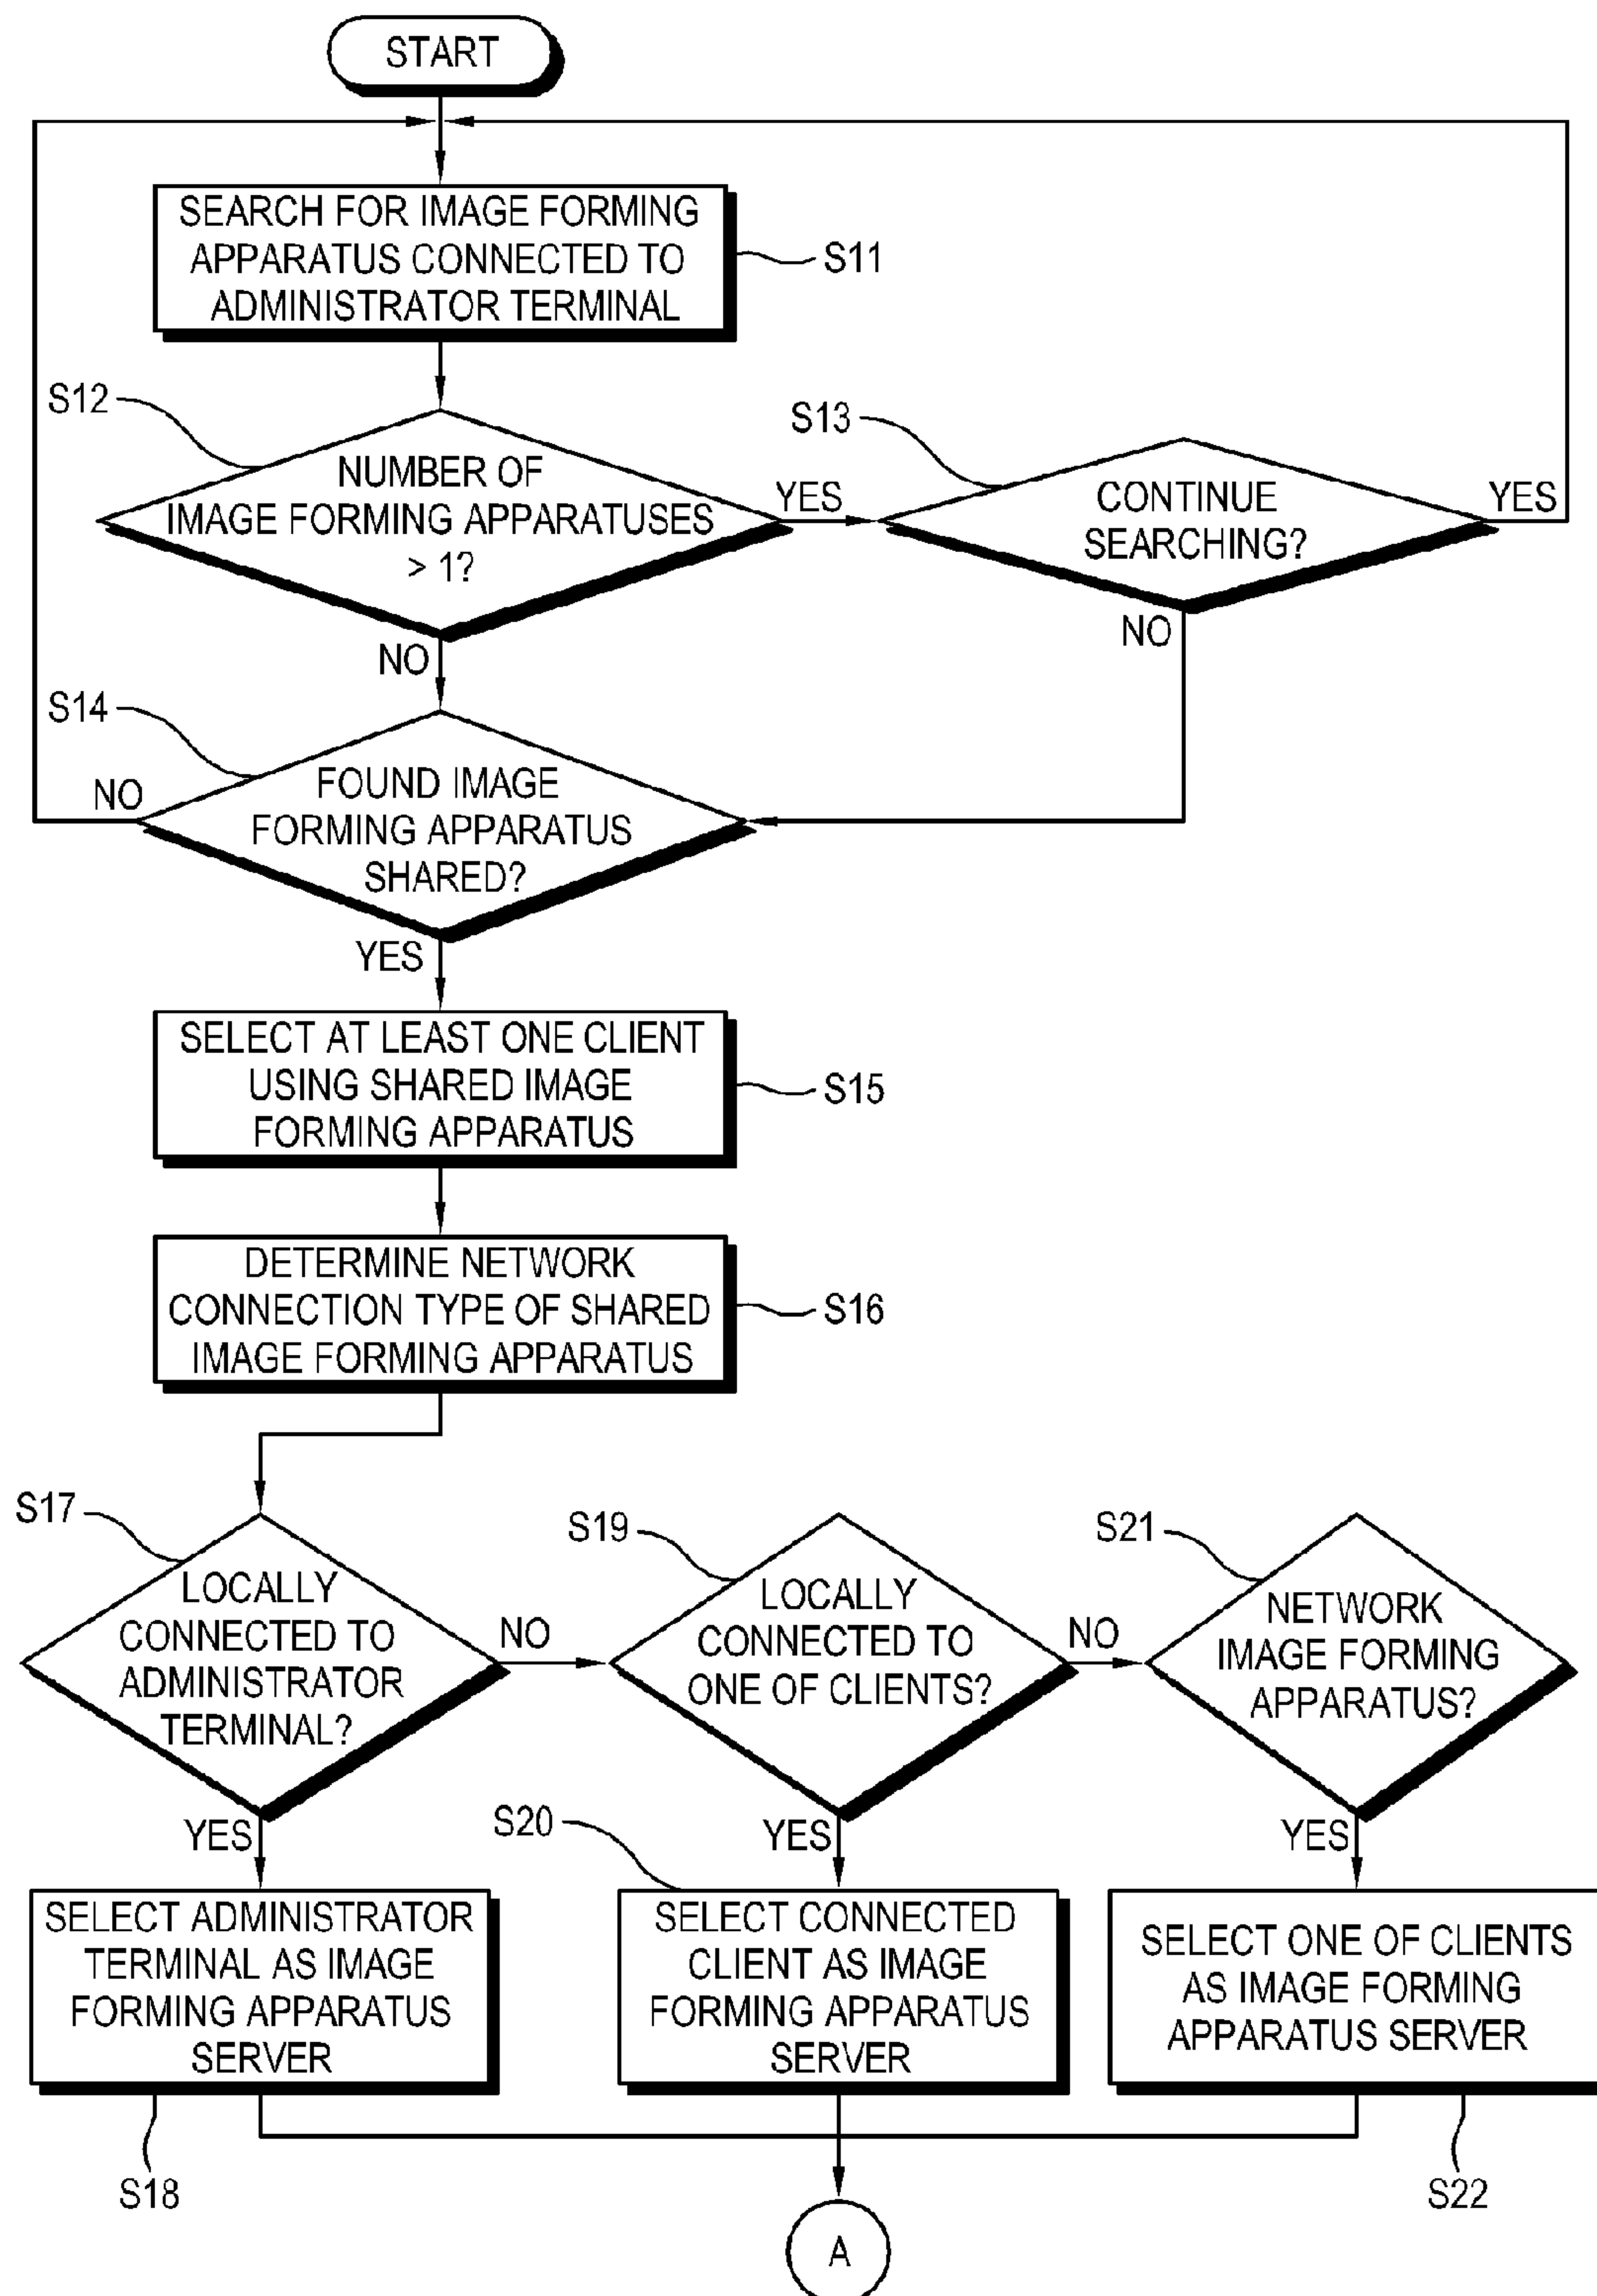 START
SEARCH FOR IMAGE FORMING
APPARATUS CONNECTED TO
ADMINISTRATOR TERMINAL
S11
S12
NUMBER OF
IMAGE FORMING APPARATUSES
> 1?
YES
NO
S13
CONTINUE
SEARCHING?
YES
NO
S14
FOUND IMAGE
FORMING APPARATUS
SHARED?
NO
YES
SELECT AT LEAST ONE CLIENT
USING SHARED IMAGE
FORMING APPARATUS
S15
DETERMINE NETWORK
CONNECTION TYPE OF SHARED
IMAGE FORMING APPARATUS
S16
S17
LOCALLY
CONNECTED TO
ADMINISTRATOR
TERMINAL?
NO
YES
S19
LOCALLY
CONNECTED TO
ONE OF CLIENTS?
NO
YES
S21
NETWORK
IMAGE FORMING
APPARATUS?
YES
SELECT ADMINISTRATOR
TERMINAL AS IMAGE
FORMING APPARATUS
SERVER
S18
S20
SELECT CONNECTED
CLIENT AS IMAGE
FORMING APPARATUS
SERVER
SELECT ONE OF CLIENTS
AS IMAGE FORMING
APPARATUS SERVER
S22
A